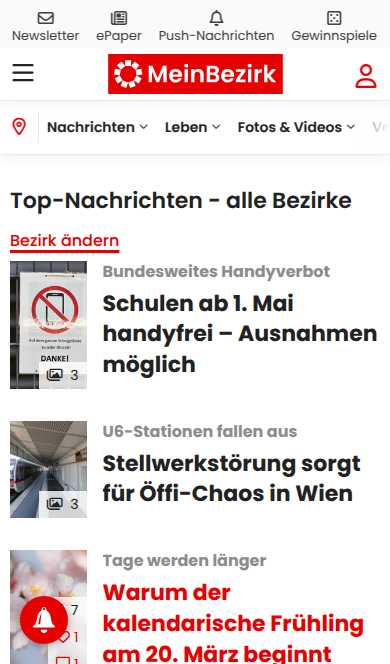 Newsletter ePaper Push-Nachrichten Gewinnspiele
MeinBezirk
Nachrichten Leben Fotos & Videos
Top-Nachrichten - alle Bezirke
Bezirk ändern
Bundesweites Handyverbot
Schulen ab 1. Mai
handyfrei – Ausnahmen
möglich
DANKE!
3
U6-Stationen fallen aus
Stellwerkstörung sorgt
für Öffi-Chaos in Wien
3
Tage werden länger
Warum der
kalendarische Frühling
am 20. März beginnt
7
1
1